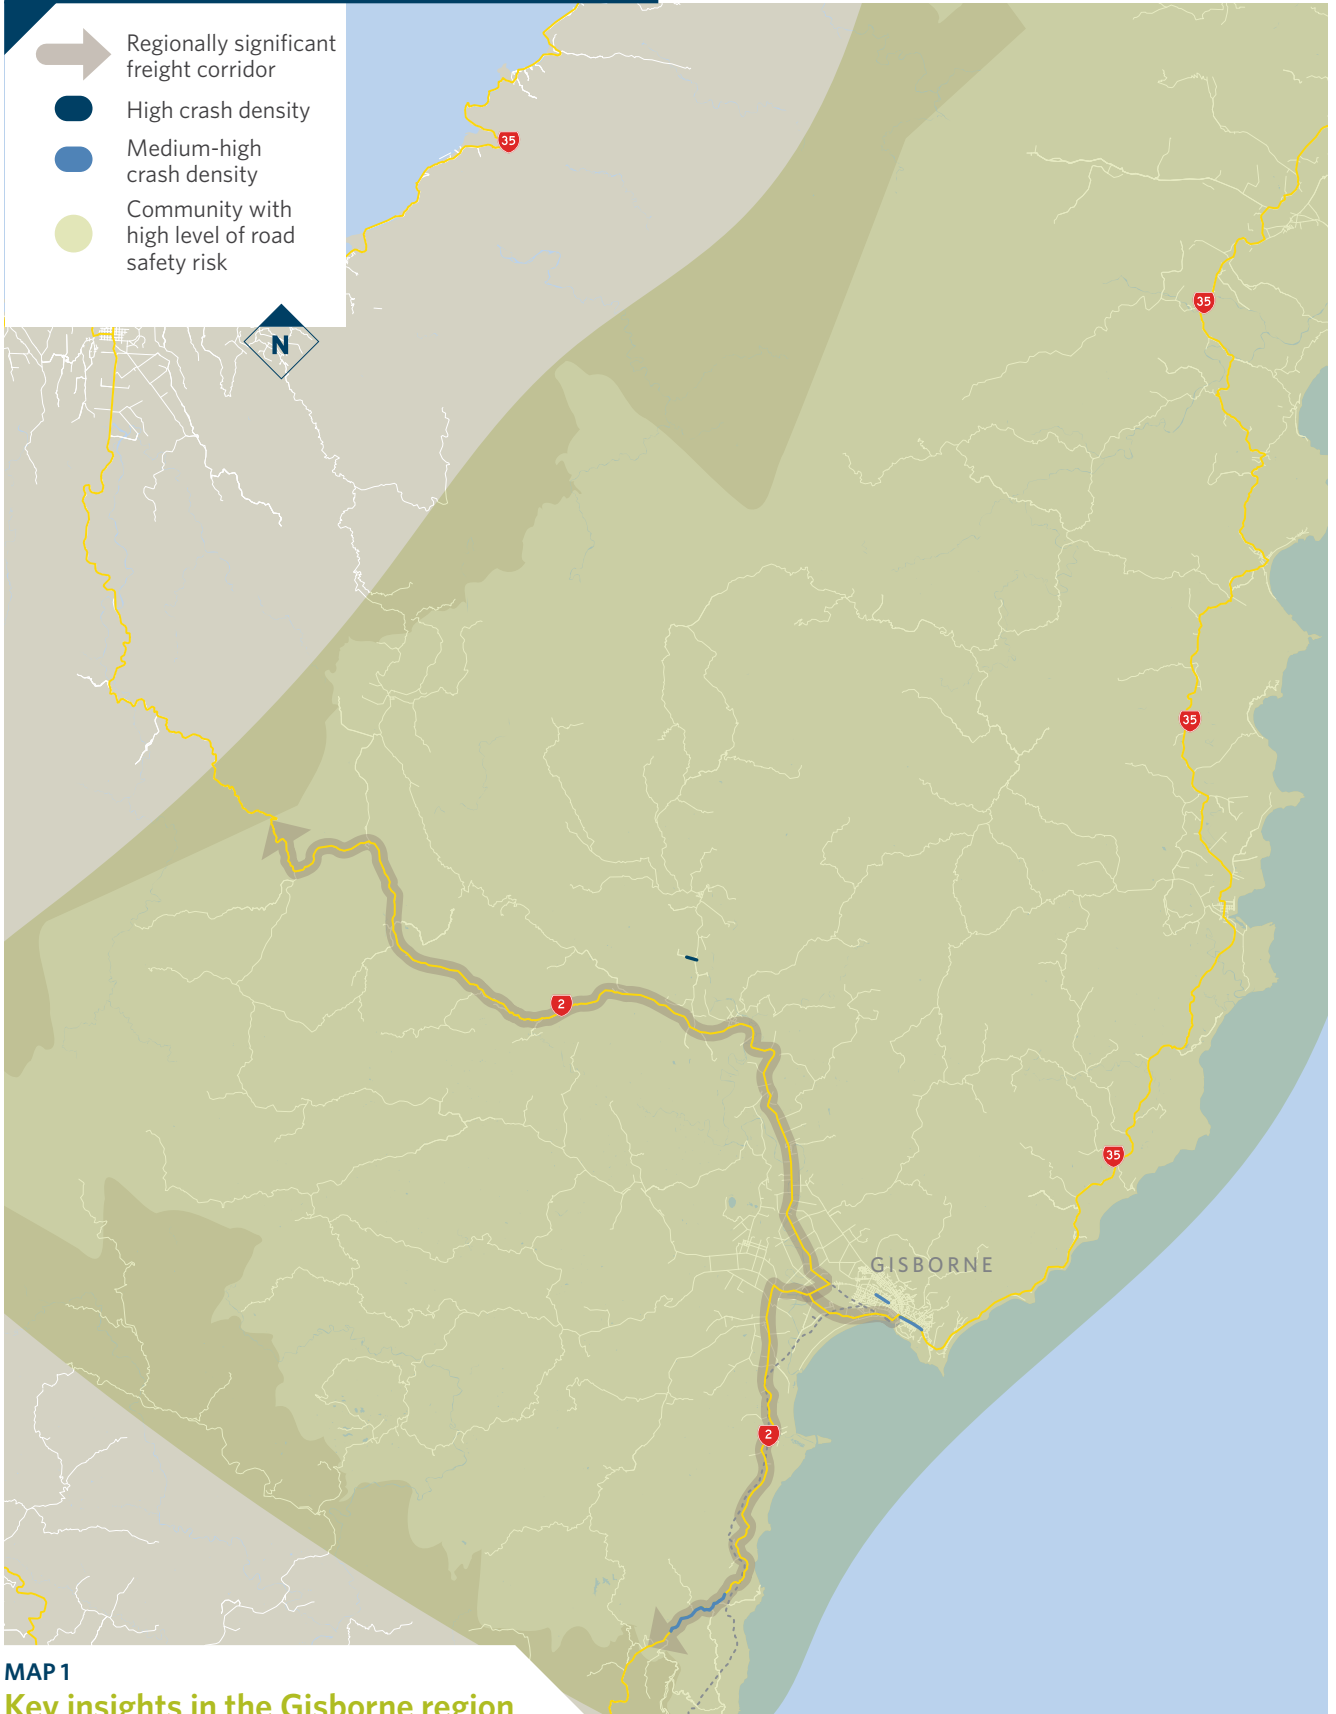 Regionally significant
freight corridor
High crash density
Medium-high
crash density
Community with
high level of road
safety risk
N
35
35
35
2
35
GISBORNE
2
MAP 1
Key insights in the Gisborne region